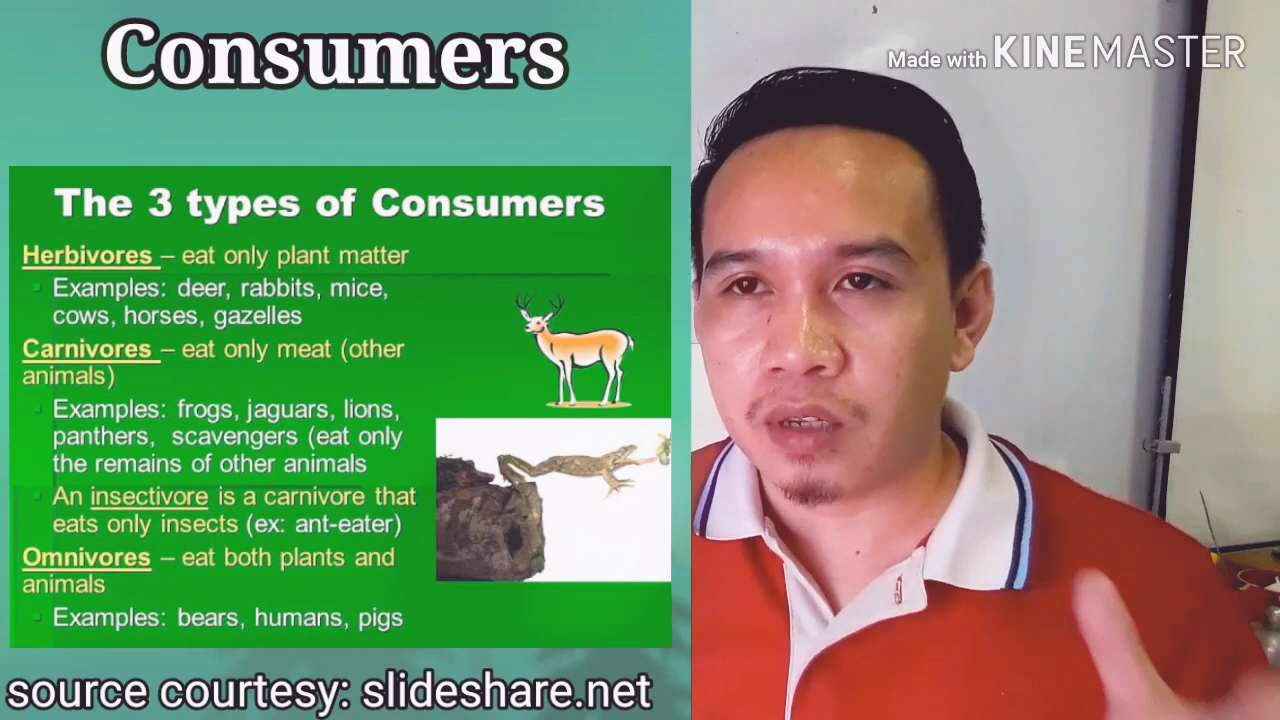 Consumers
Made with KINEMASTER
The 3 types of Consumers
Herbivores – eat only plant matter
Examples: deer, rabbits, mice,
cows, horses, gazelles
Carnivores – eat only meat (other
animals)
Examples: frogs, jaguars, lions,
panthers, scavengers (eat only
the remains of other animals
An insectivore is a carnivore that
eats only insects (ex: ant-eater)
Omnivores – eat both plants and
animals
Examples: bears, humans, pigs
source courtesy: slideshare.net